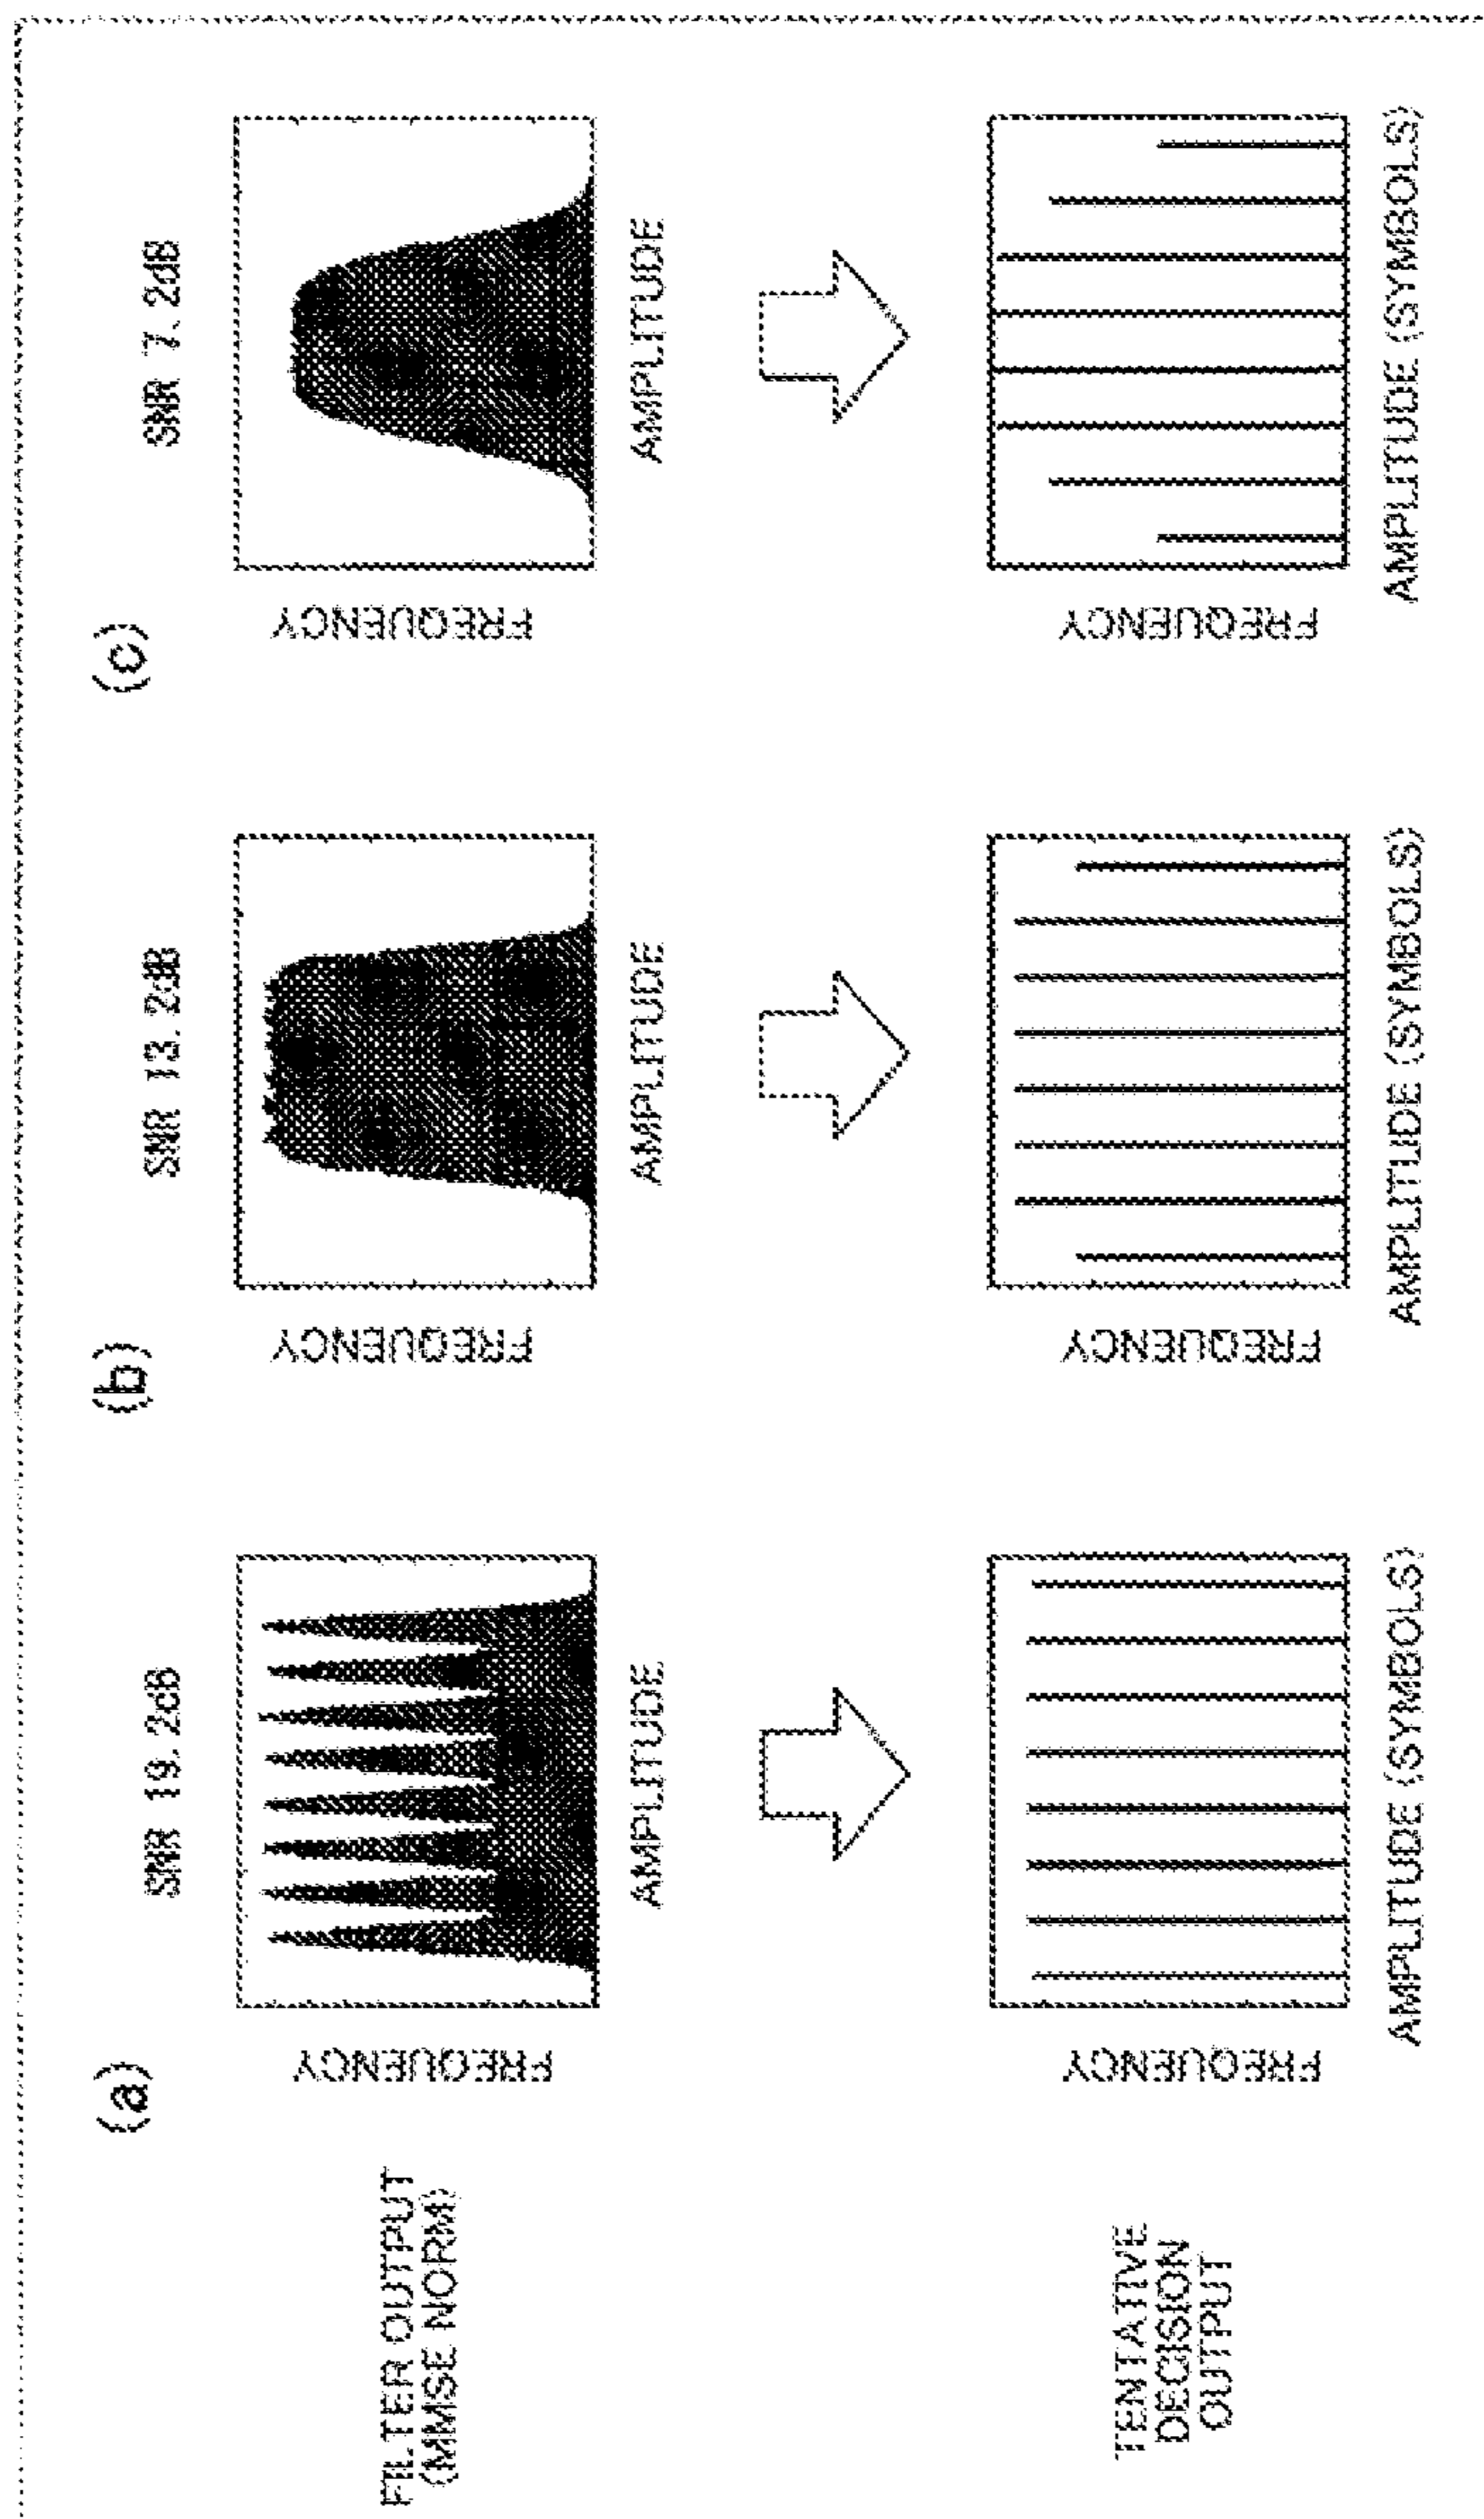 (a)
(b)
(c)
SNR 19. 2dB
SNR 13. 2dB
SNR 7. 2dB
FILTER OUTPUT
(MMSE NORM)
FREQUENCY
FREQUENCY
FREQUENCY
AMPLITUDE
AMPLITUDE
AMPLITUDE
TENTATIVE
DECISION
OUTPUT
FREQUENCY
FREQUENCY
FREQUENCY
AMPLITUDE (SYMBOLS)
AMPLITUDE (SYMBOLS)
AMPLITUDE (SYMBOLS)